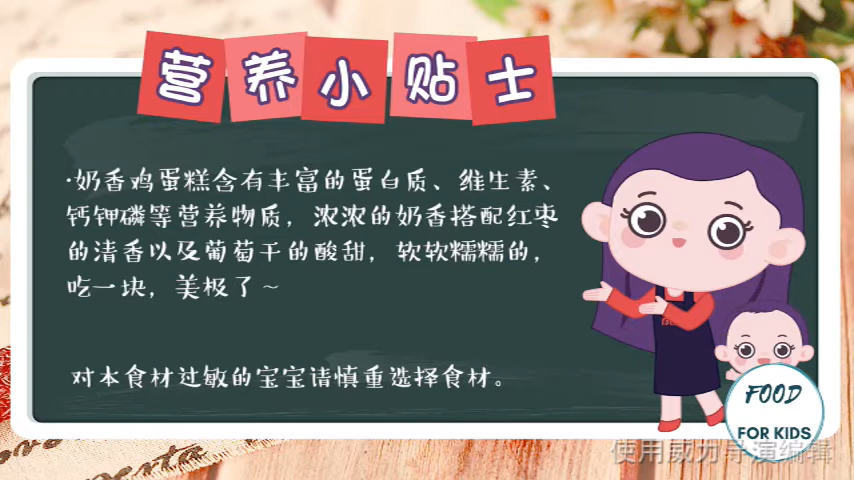 营养小贴士
·奶香鸡蛋糕含有丰富的蛋白质、维生素、
钙钾磷等营养物质，浓浓的奶香搭配红枣
的清香以及葡萄干的酸甜，软软糯糯的，
吃一块，美极了～
对本食材过敏的宝宝请慎重选择食材。
FOOD
FOR KIDS
使用威力导演编辑